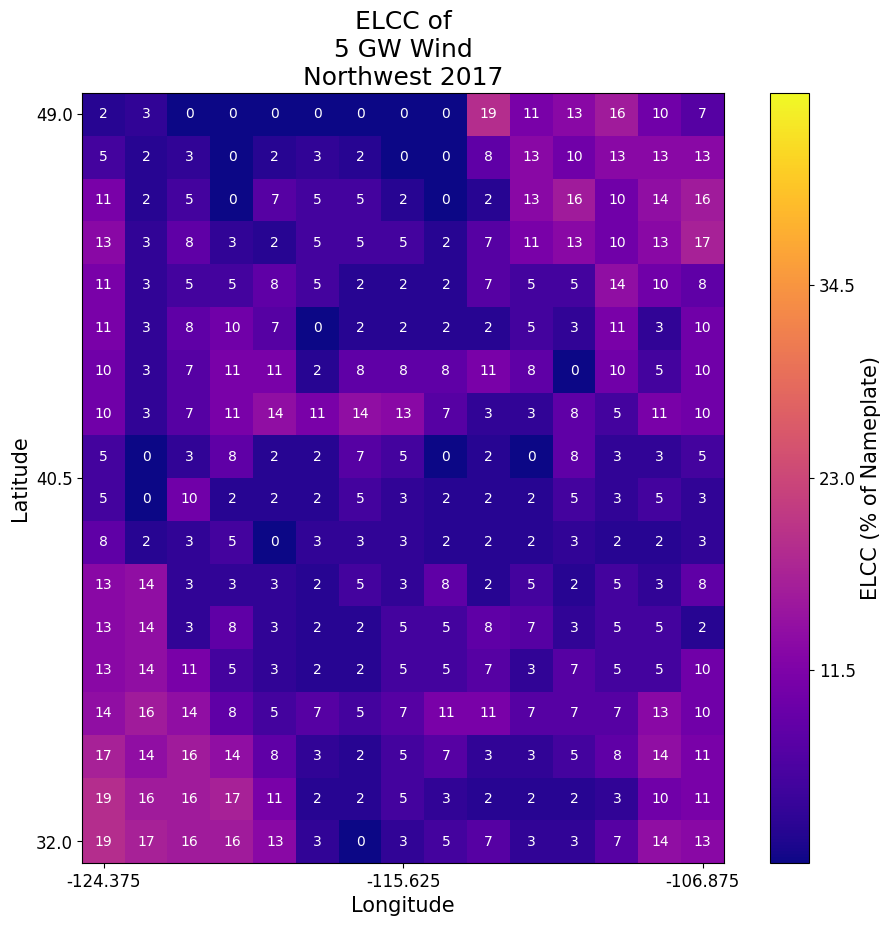 ELCC of
5 GW Wind
Northwest 2017
49.0 2 3 0 0 0 0 0 0 0 19 11 13 16 10 7
5 2 3 0 2 3 2 0 0 8 13 10 13 13 13
11 2 5 0 7 5 5 2 0 2 13 16 10 14 16
13 3 8 3 2 5 5 5 2 7 11 13 10 13 17
11 3 5 5 8 5 2 2 2 7 5 5 14 10 8
11 3 8 10 7 0 2 2 2 2 5 3 11 3 10
10 3 7 11 11 2 8 8 8 11 8 0 10 5 10
10 3 7 11 14 11 14 13 7 3 3 8 5 11 10
40.5 5 0 3 8 2 2 7 5 0 2 0 8 3 3 5
5 0 10 2 2 2 5 3 2 2 2 5 3 5 3
8 2 3 5 0 3 3 3 2 2 2 3 2 2 3
13 14 3 3 3 2 5 3 8 2 5 2 5 3 8
13 14 3 8 3 2 2 5 5 8 7 3 5 5 2
13 14 11 5 3 2 2 5 5 7 3 7 5 5 10
14 16 14 8 5 7 5 7 11 11 7 7 7 13 10
17 14 16 14 8 3 2 5 7 3 3 5 8 14 11
19 16 16 17 11 2 2 5 3 2 2 2 3 10 11
32.0 19 17 16 16 13 3 0 3 5 7 3 3 7 14 13
-124.375 -115.625 -106.875
Longitude
Latitude
34.5
23.0
11.5
ELCC (% of Nameplate)